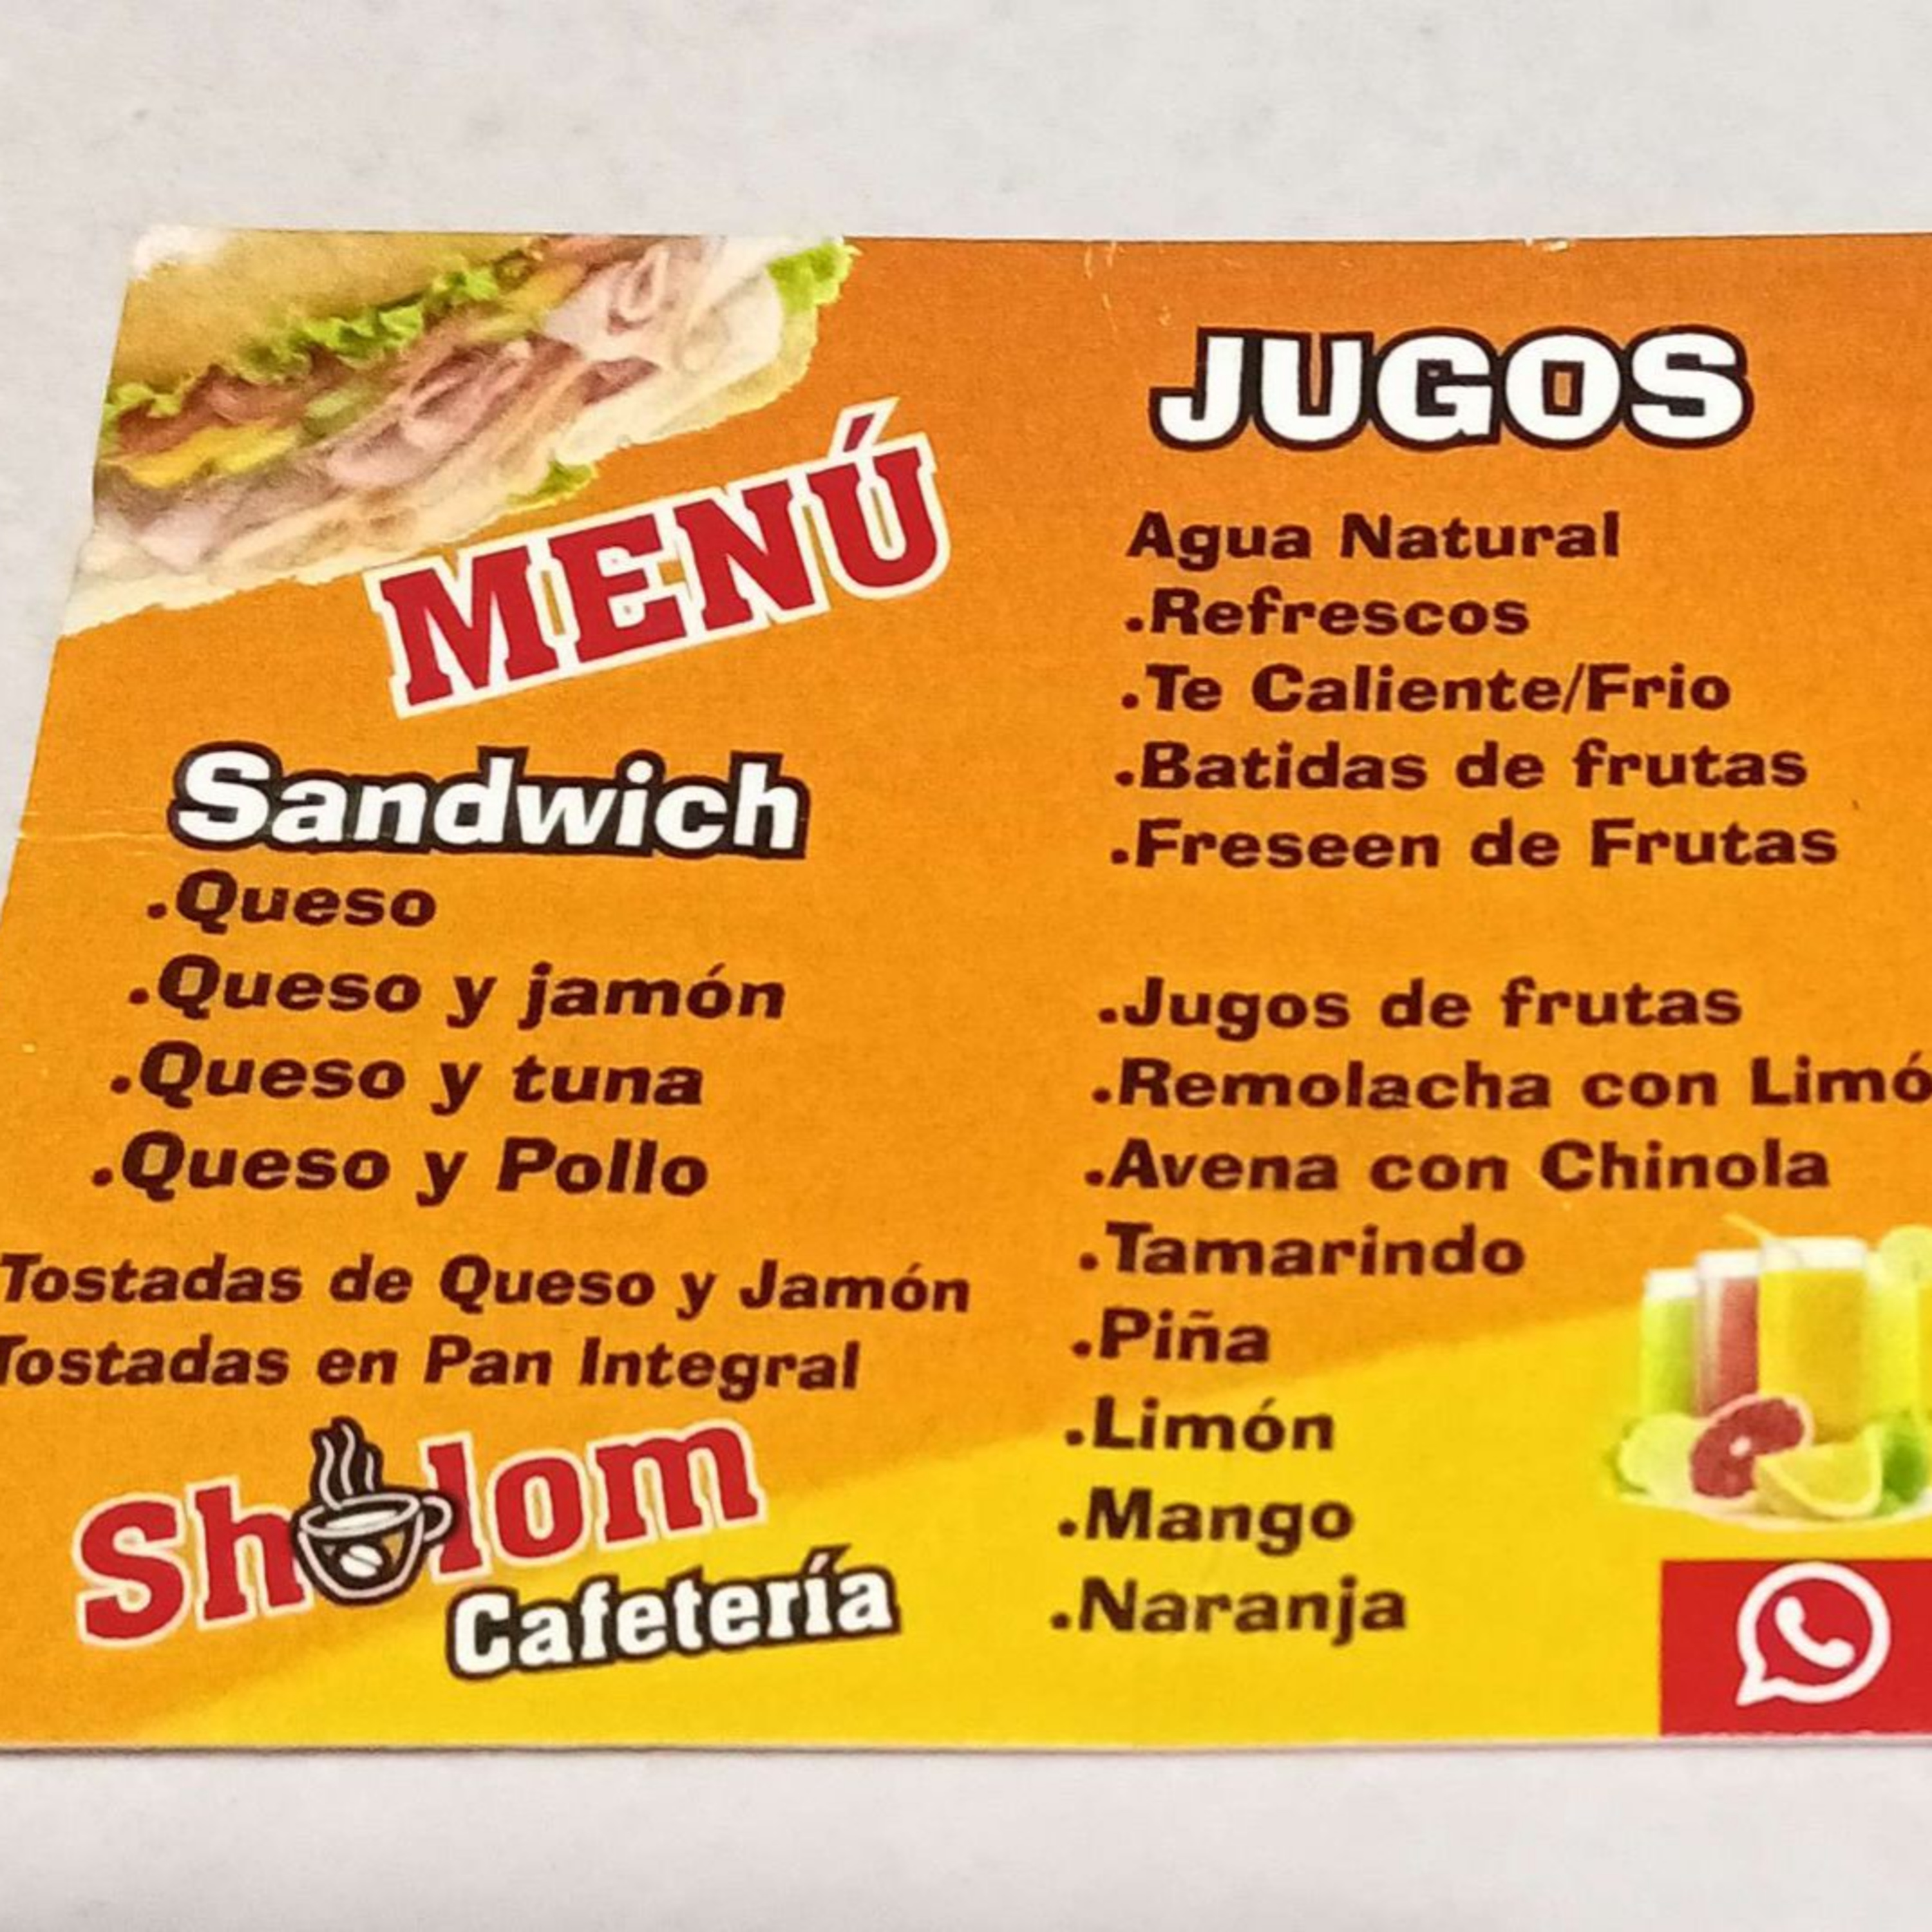 MENÚ
Sandwich
.Queso
.Queso y jamón
.Queso y tuna
.Queso y Pollo
Tostadas de Queso y Jamón
Tostadas en Pan Integral
Shalom
Cafetería
JUGOS
Agua Natural
.Refrescos
.Te Caliente/Frio
.Batidas de frutas
.Freseen de Frutas
.Jugos de frutas
.Remolacha con Limó
.Avena con Chinola
.Tamarindo
.Piña
.Limón
.Mango
.Naranja